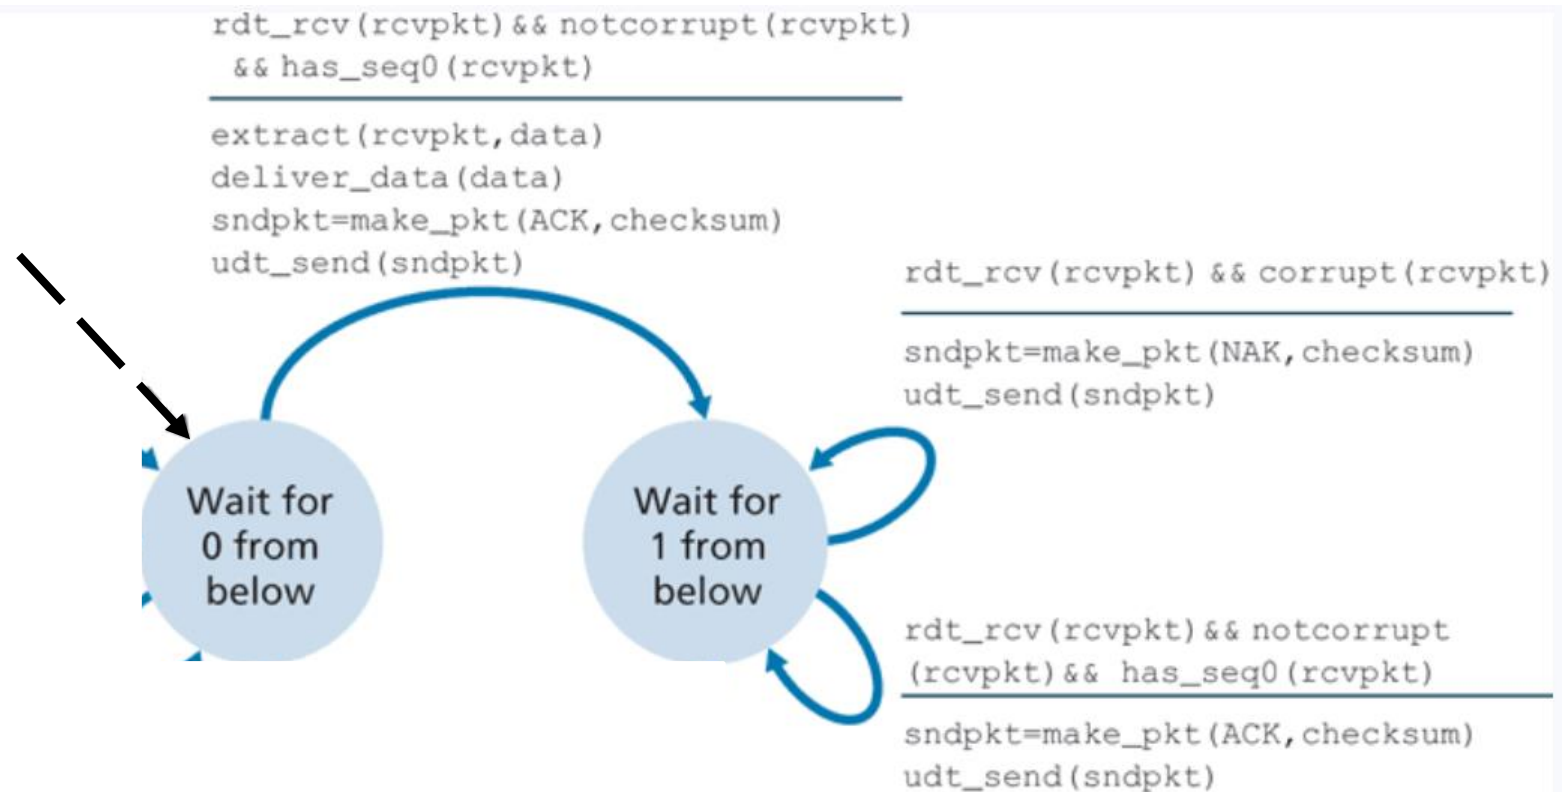 rdt_rcv(rcvpkt)&& notcorrupt(rcvpkt)
&& has_seq0(rcvpkt)
extract(rcvpkt,data)
deliver_data(data)
sndpkt=make_pkt(ACK,checksum)
udt_send(sndpkt)
rdt_rcv(rcvpkt) && corrupt(rcvpkt)
sndpkt=make_pkt(NAK,checksum)
udt_send(sndpkt)
Wait for
0 from
below
Wait for
1 from
below
rdt_rcv(rcvpkt)&& notcorrupt
(rcvpkt)&& has_seq0(rcvpkt)
sndpkt=make_pkt(ACK,checksum)
udt_send(sndpkt)